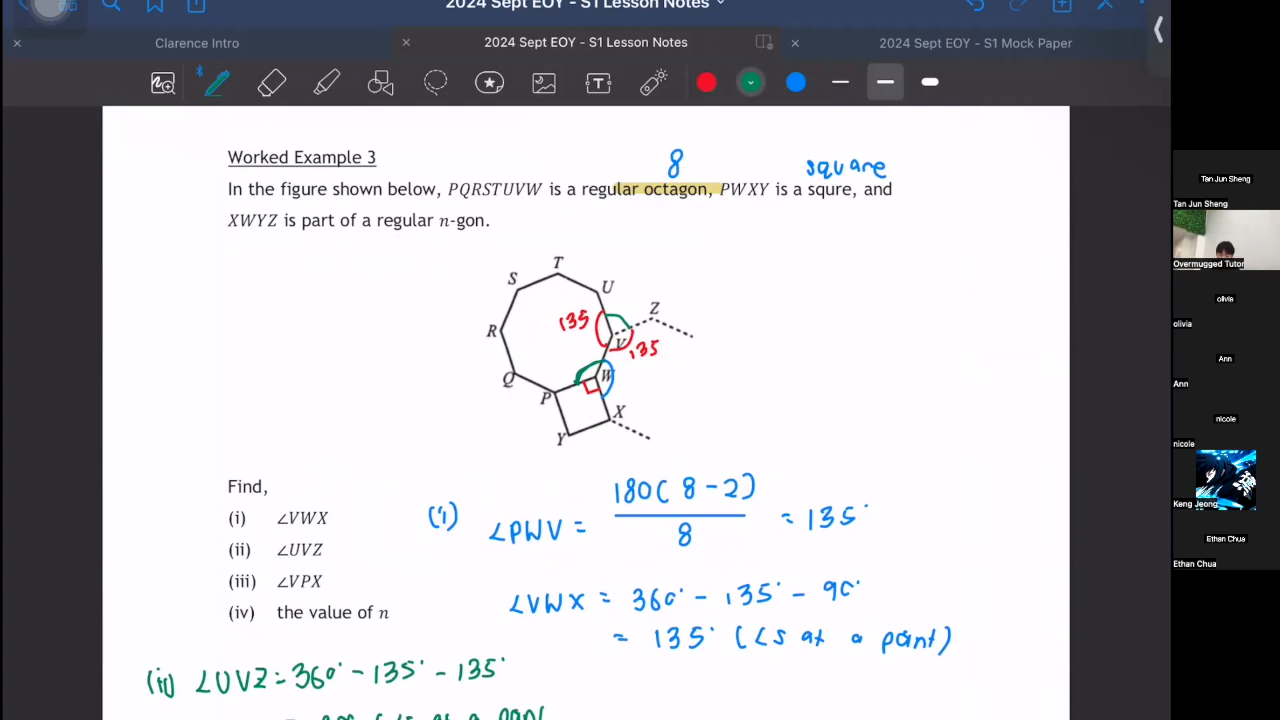 2024 Sept EOY - S1 Lesson Notes
Clarence Intro
2024 Sept EOY - S1 Lesson Notes
2024 Sept EOY - S1 Mock Paper
Worked Example 3
8
square
In the figure shown below, PQRSTUVW is a regular octagon, PWXY is a squre, and
XWYZ is part of a regular n-gon.
T
S
U
Z
R
135
V
135
Q
W
P
X
Y
Find,
(i) ∠VWX
(ii) ∠UVZ
(iii) ∠VPX
(iv) the value of n
(i) ∠PWV = 180(8-2) / 8 = 135°
∠VWX = 360° - 135° - 90°
= 135° (∠s at a point)
(ii) ∠UVZ = 360° - 135° - 135°
Tan Jun Sheng
Tan Jun Sheng
Overmugged Tutor
olivia
olivia
Ann
Ann
nicole
nicole
Keng Jeong
Ethan Chua
Ethan Chua